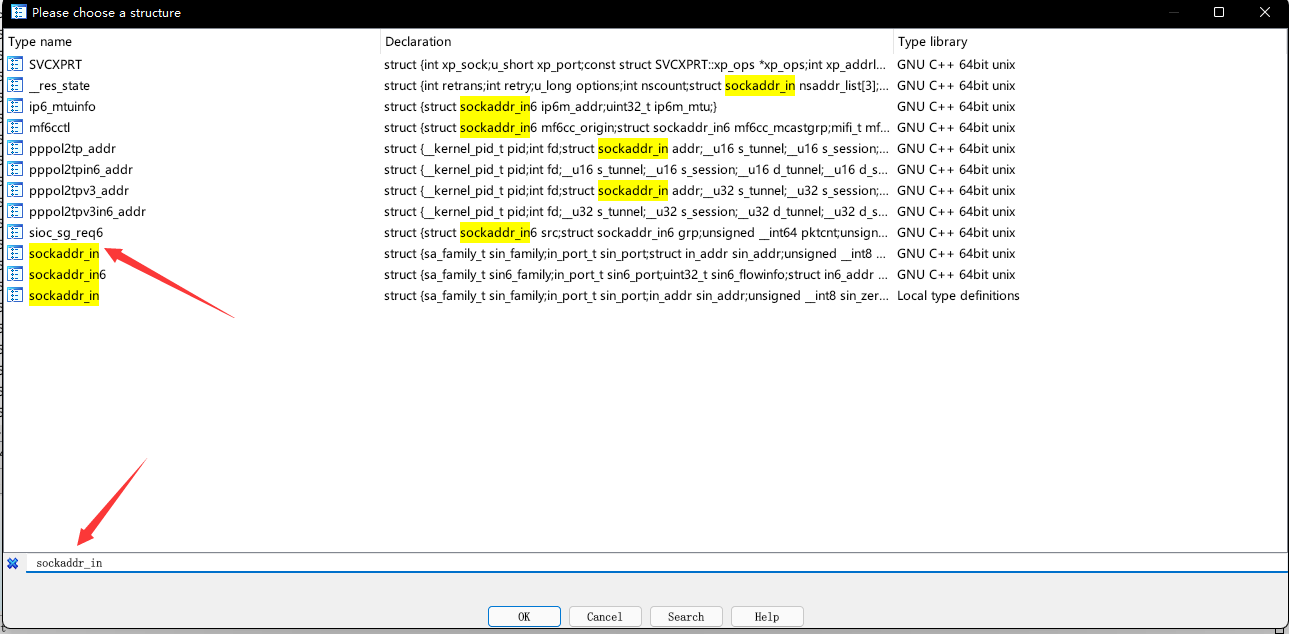 Please choose a structure
Type name Declaration Type library
SVCXPRT struct {int xp_sock;u_short xp_port;const struct SVCXPRT::xp_ops *xp_ops;int xp_addrl... GNU C++ 64bit unix
__res_state struct {int retrans;int retry;u_long options;int nscount;struct sockaddr_in nsaddr_list[3];... GNU C++ 64bit unix
ip6_mtuinfo struct {struct sockaddr_in6 ip6m_addr;uint32_t ip6m_mtu;} GNU C++ 64bit unix
mf6cctl struct {struct sockaddr_in6 mf6cc_origin;struct sockaddr_in6 mf6cc_mcastgrp;mifi_t mf... GNU C++ 64bit unix
pppol2tp_addr struct {__kernel_pid_t pid;int fd;struct sockaddr_in addr;__u16 s_tunnel;__u16 s_session;... GNU C++ 64bit unix
pppol2tpin6_addr struct {__kernel_pid_t pid;int fd;__u16 s_tunnel;__u16 s_session;__u16 d_tunnel;__u16 d_s... GNU C++ 64bit unix
pppol2tpv3_addr struct {__kernel_pid_t pid;int fd;struct sockaddr_in addr;__u32 s_tunnel;__u32 s_session;... GNU C++ 64bit unix
pppol2tpv3in6_addr struct {__kernel_pid_t pid;int fd;__u32 s_tunnel;__u32 s_session;__u32 d_tunnel;__u32 d_s... GNU C++ 64bit unix
sioc_sg_req6 struct {struct sockaddr_in6 src;struct sockaddr_in6 grp;unsigned __int64 pktcnt;unsign... GNU C++ 64bit unix
sockaddr_in struct {sa_family_t sin_family;in_port_t sin_port;struct in_addr sin_addr;unsigned __int8 ... GNU C++ 64bit unix
sockaddr_in6 struct {sa_family_t sin6_family;in_port_t sin6_port;uint32_t sin6_flowinfo;struct in6_addr ... GNU C++ 64bit unix
sockaddr_in struct {sa_family_t sin_family;in_port_t sin_port;in_addr sin_addr;unsigned __int8 sin_zer... Local type definitions
sockaddr_in
OK Cancel Search Help